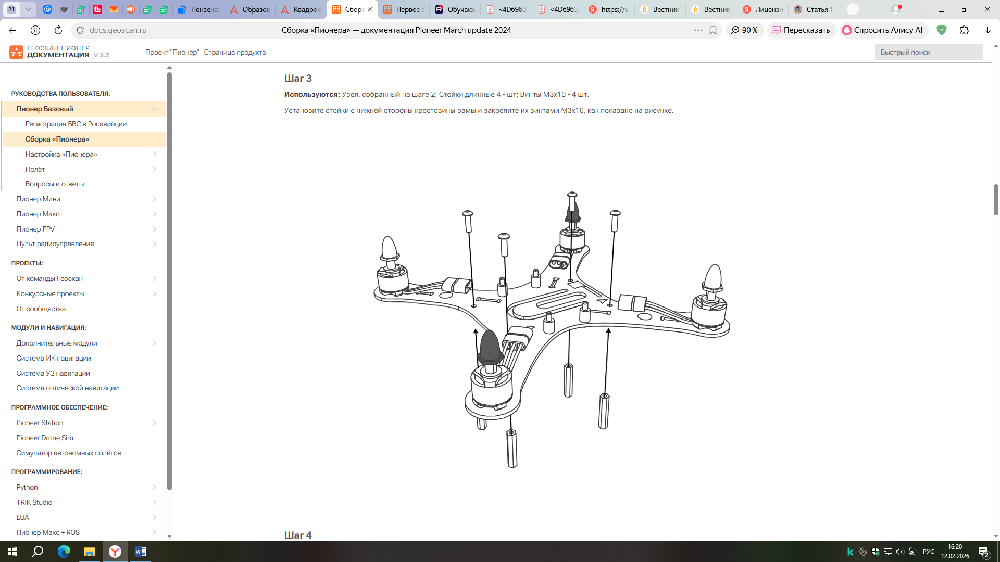 21
Пензенс
Образов
Квадрок
Сборк
Первое в
Обучаю
<4D6963
<4D6963
https://v
Вестник
Вестник
Лицензи
Статья 1
docs.geoscan.ru
Сборка «Пионера» — документация Pioneer March update 2024
90 %
Пересказать
Спросить Алису AI
ГЕОСКАН ПИОНЕР
ДОКУМЕНТАЦИЯ _V 3.2
Проект "Пионер"
Страница продукта
Быстрый поиск
РУКОВОДСТВА ПОЛЬЗОВАТЕЛЯ:
Пионер Базовый
Регистрация БВС в Росавиации
Сборка «Пионера»
Настройка «Пионера»
Полёт
Вопросы и ответы
Пионер Мини
Пионер Макс
Пионер FPV
Пульт радиоуправления
ПРОЕКТЫ:
От команды Геоскан
Конкурсные проекты
От сообщества
МОДУЛИ И НАВИГАЦИЯ:
Дополнительные модули
Система ИК навигации
Система УЗ навигации
Система оптической навигации
ПРОГРАММНОЕ ОБЕСПЕЧЕНИЕ:
Pioneer Station
Pioneer Drone Sim
Симулятор автономных полётов
ПРОГРАММИРОВАНИЕ:
Python
TRIK Studio
LUA
Пионер Макс + ROS
Шаг 3
Используются: Узел, собранный на шаге 2; Стойки длинные 4 - шт; Винты М3х10 - 4 шт.
Установите стойки с нижней стороны крестовины рамы и закрепите их винтами М3х10, как показано на рисунке.
Шаг 4
РУС
16:20
12.02.2026
2